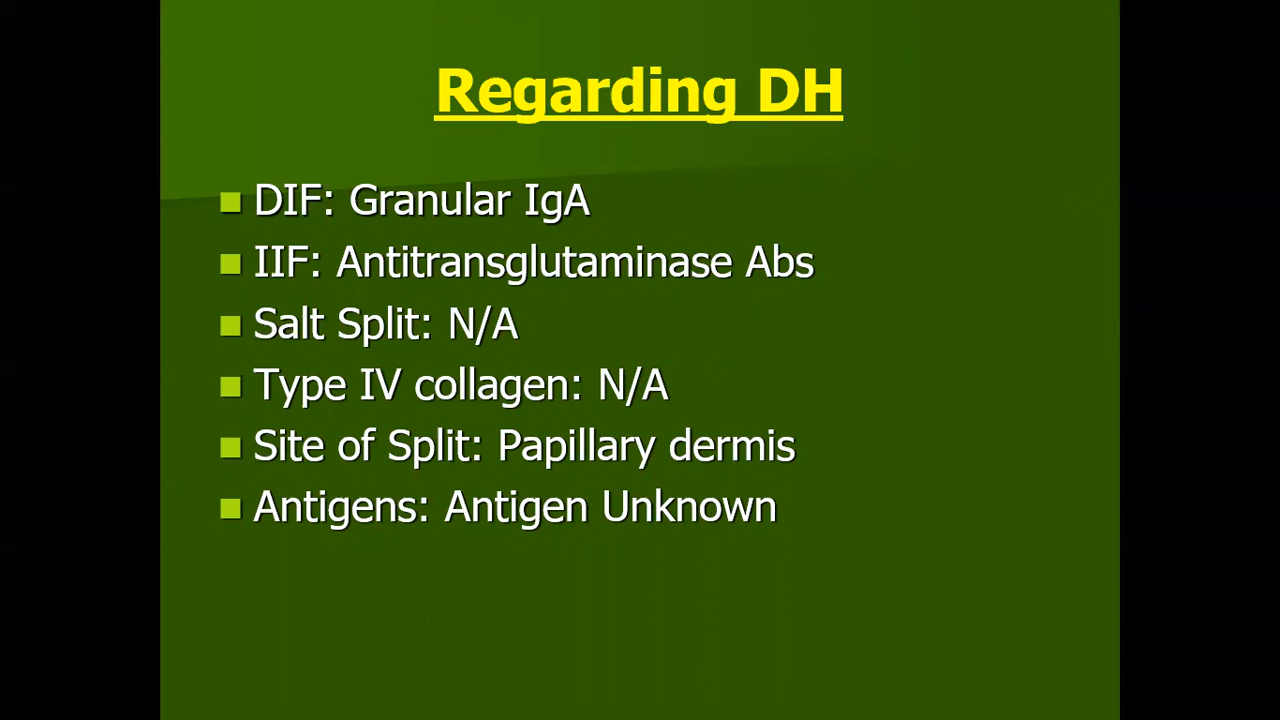 Regarding DH
DIF: Granular IgA
IIF: Antitransglutaminase Abs
Salt Split: N/A
Type IV collagen: N/A
Site of Split: Papillary dermis
Antigens: Antigen Unknown